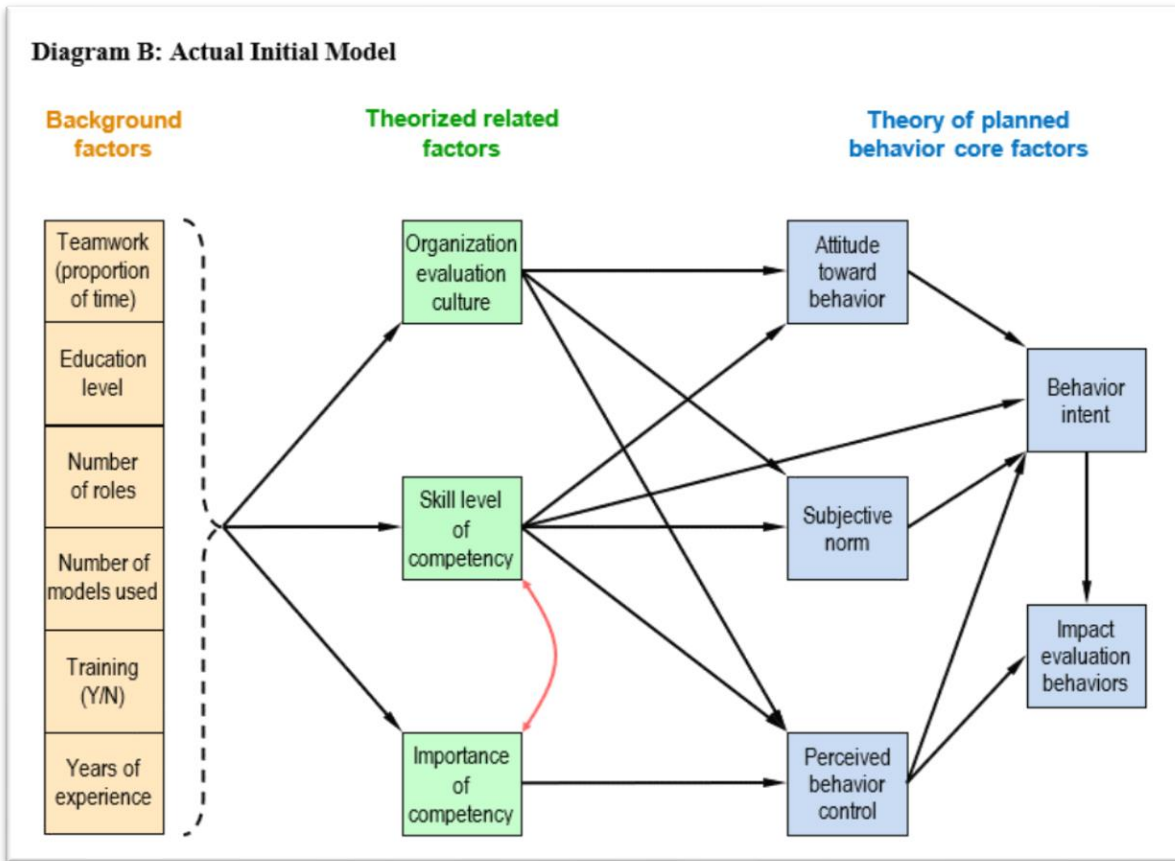 Diagram B: Actual Initial Model
Background
factors
Theorized related
factors
Theory of planned
behavior core factors
Teamwork
(proportion
of time)
Education
level
Number
of roles
Number of
models used
Training
(Y/N)
Years of
experience
Organization
evaluation
culture
Skill level
of
competency
Importance
of
competency
Attitude
toward
behavior
Subjective
norm
Perceived
behavior
control
Behavior
intent
Impact
evaluation
behaviors